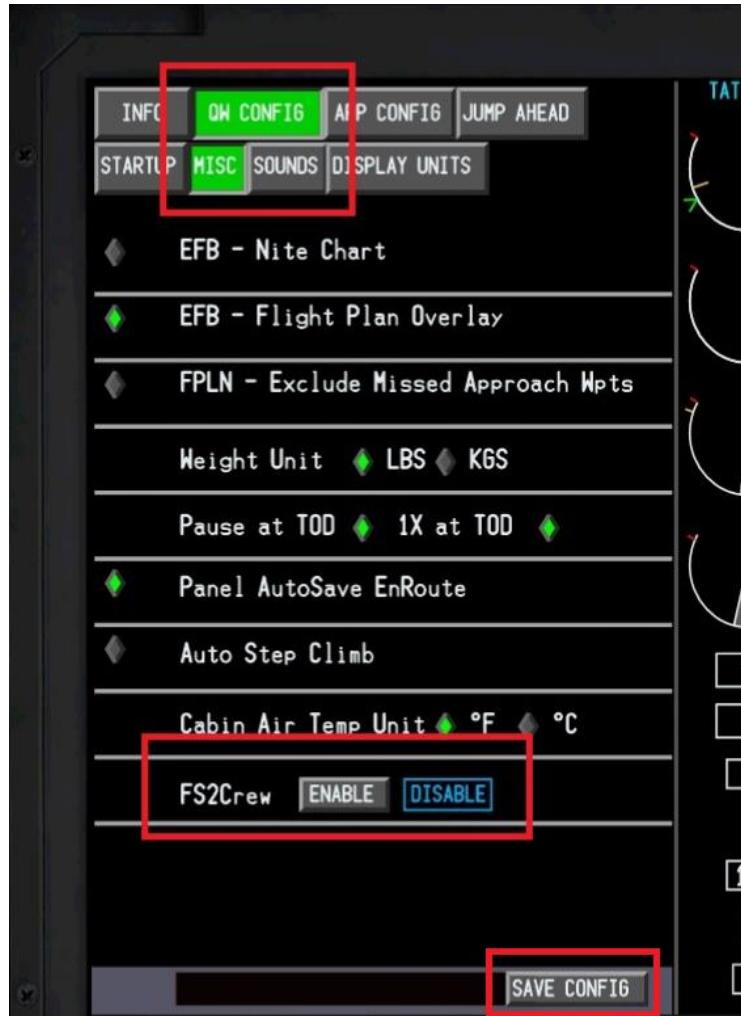 INFO QW CONFIG APP CONFIG JUMP AHEAD
TAT
STARTUP MISC SOUNDS DISPLAY UNITS
EFB - Nite Chart
EFB - Flight Plan Overlay
FPLN - Exclude Missed Approach Wpts
Weight Unit LBS KGS
Pause at TOD 1X at TOD
Panel AutoSave EnRoute
Auto Step Climb
Cabin Air Temp Unit °F °C
FS2Crew ENABLE DISABLE
SAVE CONFIG